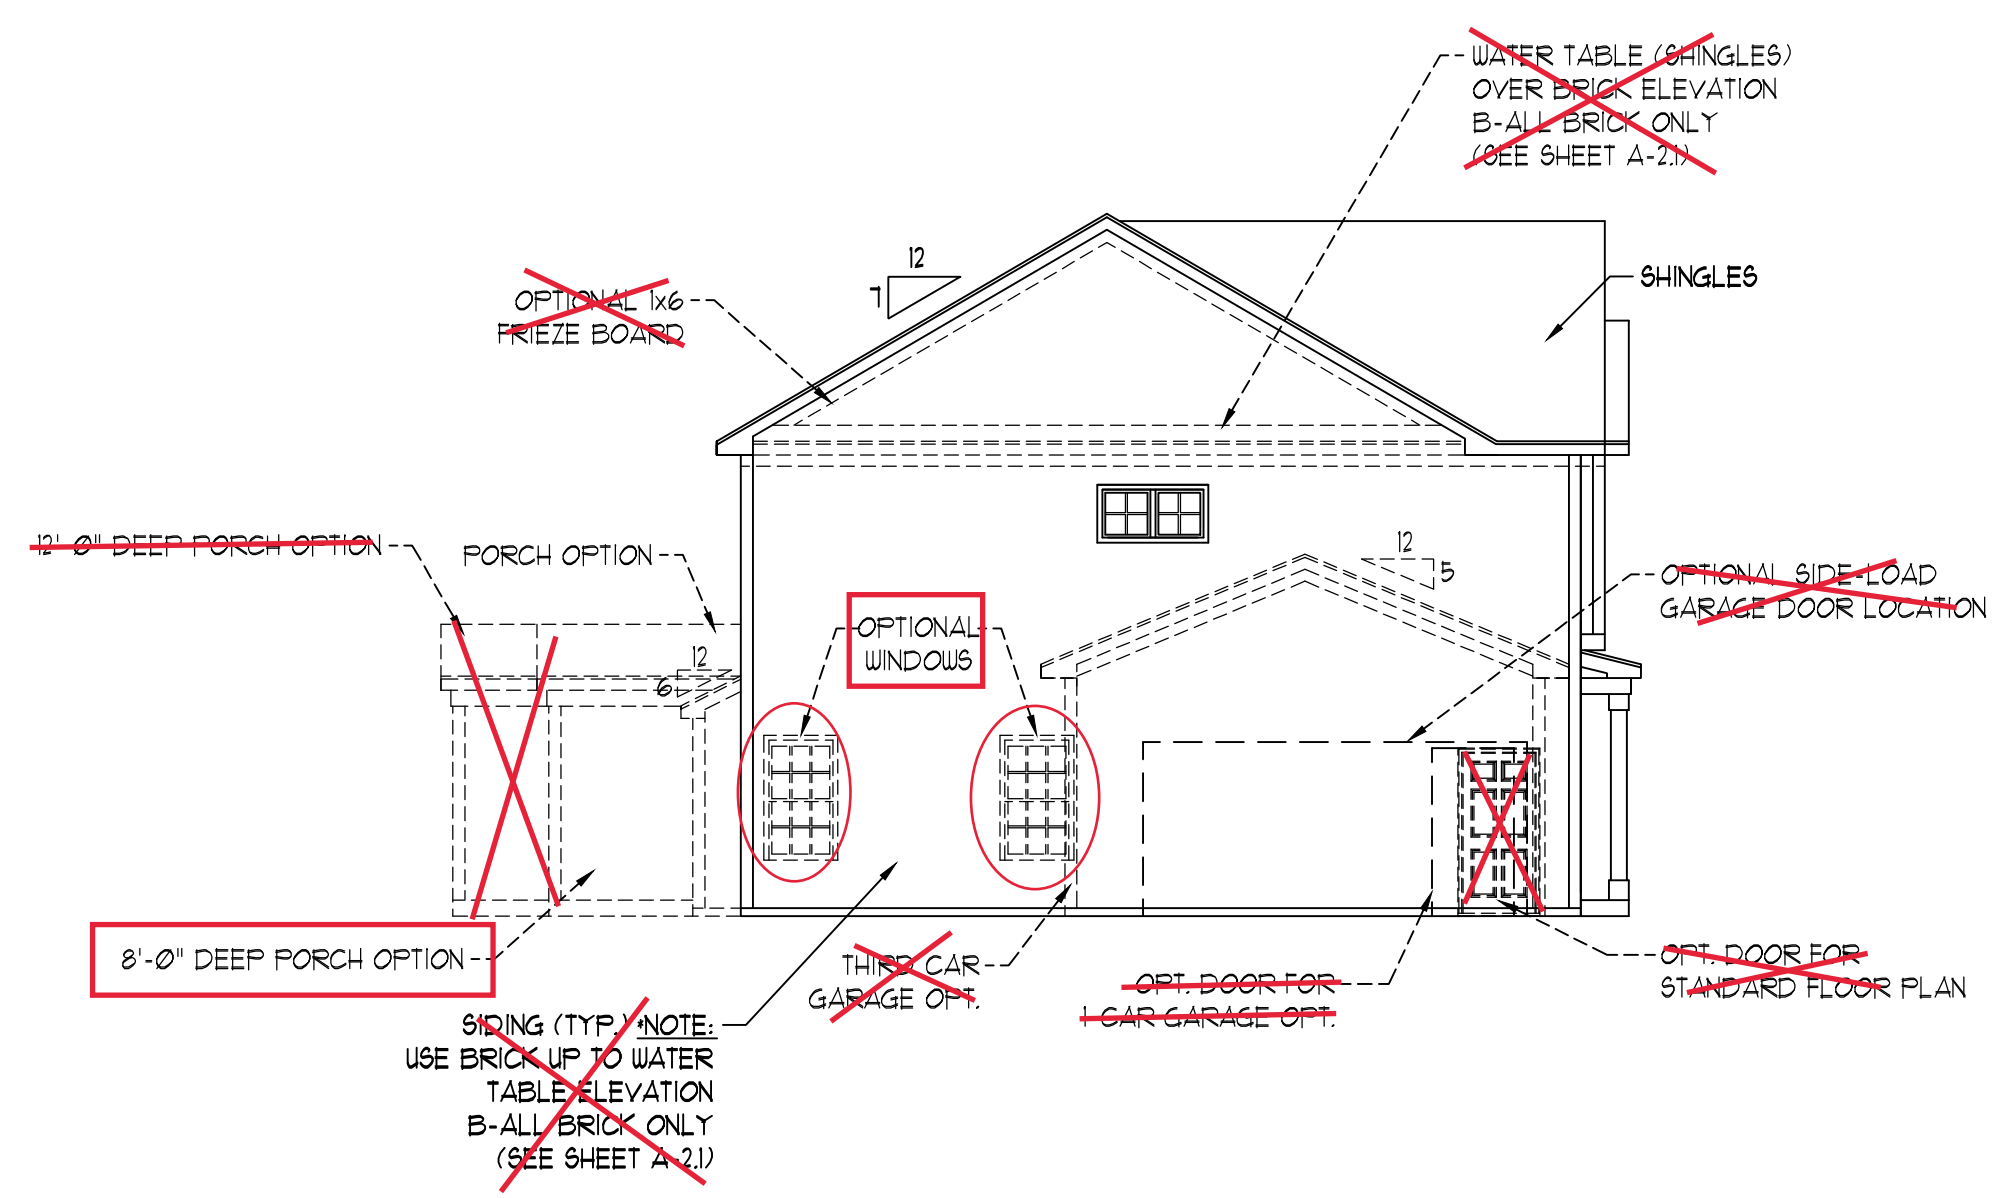 WATER TABLE (SHINGLES)
OVER BRICK ELEVATION
B-ALL BRICK ONLY
(SEE SHEET A-2.1)
12
7
SHINGLES
OPTIONAL 1x6
FRIEZE BOARD
12'-0" DEEP PORCH OPTION
PORCH OPTION
12
5
OPTIONAL SIDE-LOAD
GARAGE DOOR LOCATION
OPTIONAL
WINDOWS
12
6
8'-0" DEEP PORCH OPTION
THIRD CAR
GARAGE OPT.
OPT. DOOR FOR
1 CAR GARAGE OPT.
OPT. DOOR FOR
STANDARD FLOOR PLAN
SIDING (TYP.) *NOTE:
USE BRICK UP TO WATER
TABLE ELEVATION
B-ALL BRICK ONLY
(SEE SHEET A-2.1)